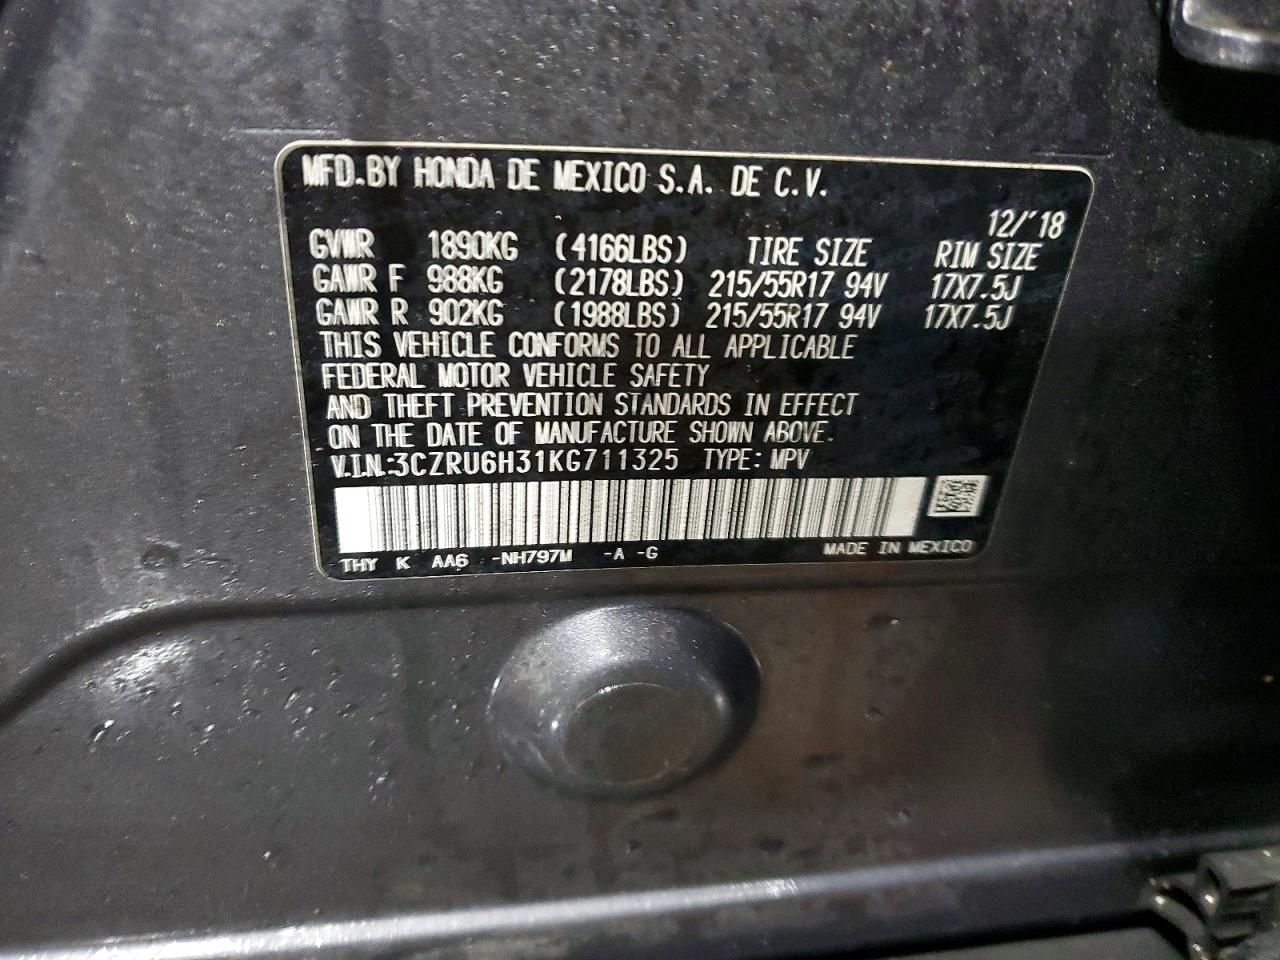 MFD.BY HONDA DE MEXICO S.A. DE C.V.
12/'18
GVWR 1890KG (4166LBS) TIRE SIZE RIM SIZE
GAWR F 988KG (2178LBS) 215/55R17 94V 17X7.5J
GAWR R 902KG (1988LBS) 215/55R17 94V 17X7.5J
THIS VEHICLE CONFORMS TO ALL APPLICABLE
FEDERAL MOTOR VEHICLE SAFETY
AND THEFT PREVENTION STANDARDS IN EFFECT
ON THE DATE OF MANUFACTURE SHOWN ABOVE.
V.I.N.:3CZRU6H31KG711325 TYPE: MPV
THY K AA6 -NH797M -A -G MADE IN MEXICO